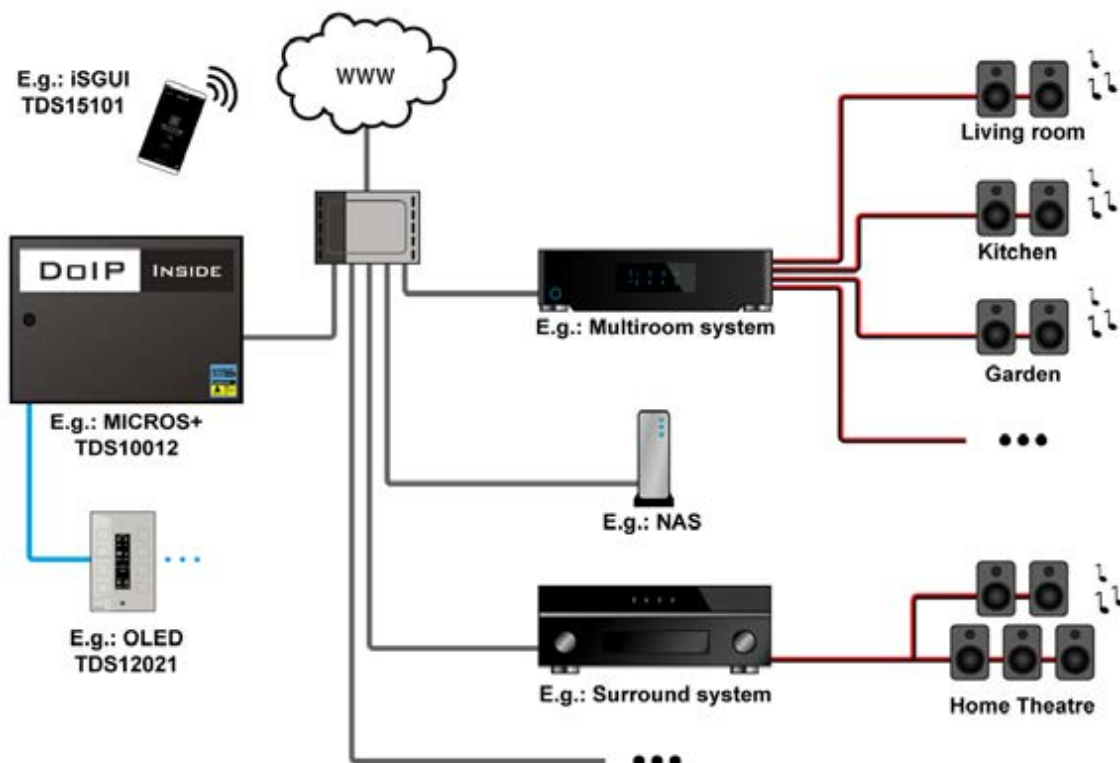 E.g.: iSGUI
TDS15101
WWW
DoIP INSIDE
E.g.: MICROS+
TDS10012
E.g.: OLED
TDS12021
E.g.: Multiroom system
E.g.: NAS
E.g.: Surround system
Living room
Kitchen
Garden
Home Theatre